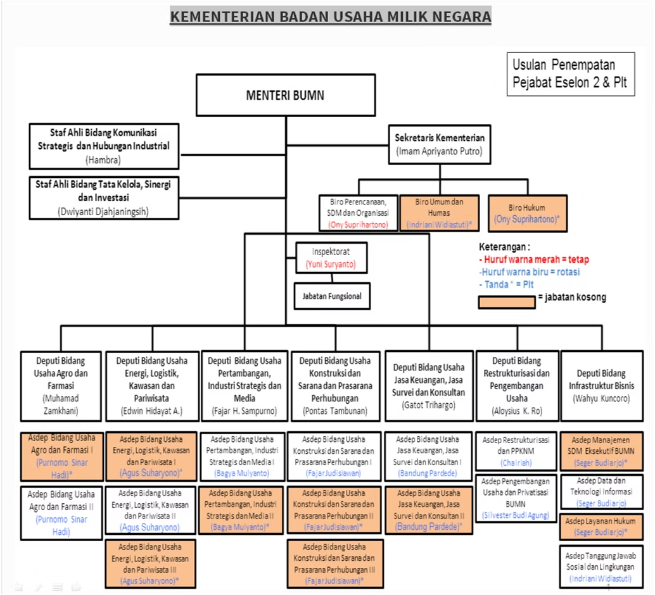 KEMENTERIAN BADAN USAHA MILIK NEGARA
Usulan Penempatan
Pejabat Eselon 2 & Plt
MENTERI BUMN
Staf Ahli Bidang Komunikasi
Strategis dan Hubungan Industrial
(Hambra)
Staf Ahli Bidang Tata Kelola, Sinergi
dan Investasi
(Dwiyanti Djahjaningsih)
Sekretaris Kementerian
(Imam Apriyanto Putro)
Biro Perencanaan,
SDM dan Organisasi
(Ony Suprihartono)
Biro Umum dan
Humas
(Indriani Widiastuti)*
Biro Hukum
(Ony Suprihartono)*
Inspektorat
(Yuni Suryanto)
Jabatan Fungsional
Keterangan :
- Huruf warna merah = tetap
-Huruf warna biru = rotasi
- Tanda * = Plt
= jabatan kosong
Deputi Bidang
Usaha Agro dan
Farmasi
(Muhamad
Zamkhani)
Deputi Bidang Usaha
Energi, Logistik,
Kawasan dan
Pariwisata
(Edwin Hidayat A.)
Deputi Bidang Usaha
Pertambangan,
Industri Strategis dan
Media
(Fajar H. Sampurno)
Deputi Bidang Usaha
Konstruksi dan
Sarana dan Prasarana
Perhubungan
(Pontas Tambunan)
Deputi Bidang Usaha
Jasa Keuangan, Jasa
Survei dan Konsultan
(Gatot Trihargo)
Deputi Bidang
Restrukturisasi dan
Pengembangan
Usaha
(Aloysius K. Ro)
Deputi Bidang
Infrastruktur Bisnis
(Wahyu Kuncoro)
Asdep Bidang Usaha
Agro dan Farmasi I
(Purnomo Sinar
Hadi)*
Asdep Bidang Usaha
Energi, Logistik, Kawasan
dan Pariwisata I
(Agus Suharyono)*
Asdep Bidang Usaha
Pertambangan, Industri
Strategis dan Media I
(Bagya Mulyanto)
Asdep Bidang Usaha
Konstruksi dan Sarana dan
Prasarana Perhubungan I
(Fajar Judisiawan)
Asdep Bidang Usaha
Jasa Keuangan, Jasa
Survei dan Konsultan I
(Bandung Pardede)
Asdep Restrukturisasi
dan PPKNM
(Chairiah)
Asdep Manajemen
SDM Eksekutif BUMN
(Seger Budiarjo)*
Asdep Bidang Usaha
Agro dan Farmasi II
(Purnomo Sinar
Hadi)
Asdep Bidang Usaha
Energi, Logistik, Kawasan
dan Pariwisata II
(Agus Suharyono)
Asdep Bidang Usaha
Pertambangan, Industri
Strategis dan Media II
(Bagya Mulyanto)*
Asdep Bidang Usaha
Konstruksi dan Sarana dan
Prasarana Perhubungan II
(Fajar Judisiawan)*
Asdep Bidang Usaha
Jasa Keuangan, Jasa
Survei dan Konsultan II
(Bandung Pardede)*
Asdep Pengembangan
Usaha dan Privatisasi
BUMN
(Silvester Budi Agung)
Asdep Data dan
Teknologi Informasi
(Seger Budiarjo)
Asdep Layanan Hukum
(Seger Budiarjo)*
Asdep Bidang Usaha
Energi, Logistik, Kawasan
dan Pariwisata III
(Agus Suharyono)*
Asdep Bidang Usaha
Konstruksi dan Sarana dan
Prasarana Perhubungan III
(Fajar Judisiawan)*
Asdep Tanggung Jawab
Sosial dan Lingkungan
(Indriani Widiastuti)